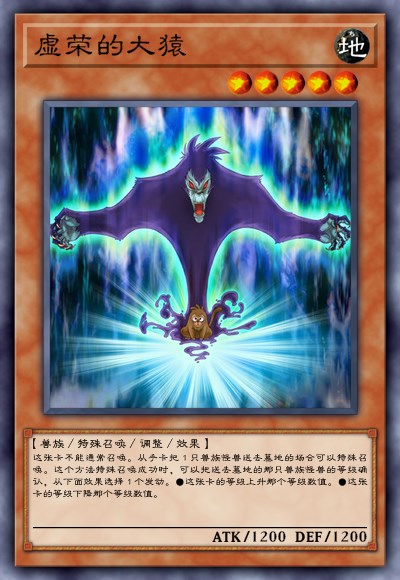 虚荣的大猿
地
【兽族／特殊召唤／调整／效果】
这张卡不能通常召唤。从手卡把1只兽族怪兽送去墓地的场合可以特殊召
唤。这个方法特殊召唤成功时，可以把送去墓地的那只兽族怪兽的等级确
认，从下面效果选择1个发动。●这张卡的等级上升那个等级数值。●这张
卡的等级下降那个等级数值。
ATK/1200 DEF/1200